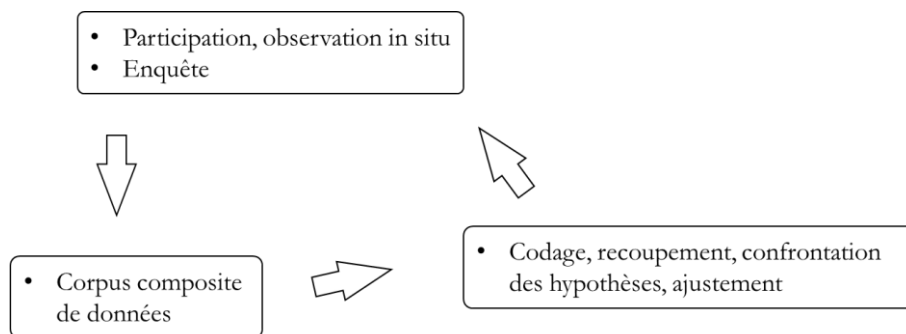 • Participation, observation in situ
• Enquête
• Corpus composite
de données
• Codage, recoupement, confrontation
des hypothèses, ajustement